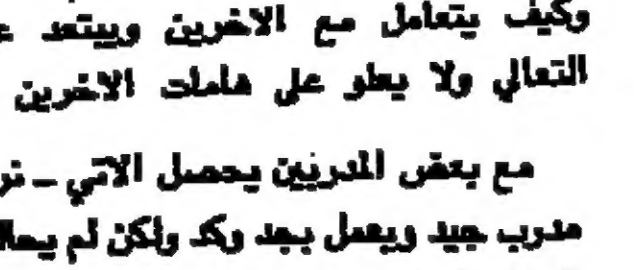 وكيف يتعامل مع الاخرين ويبتعد
التعالي ولا يعلو على هامات الاخرين
مع بعض المدربين يحصل الاتي –
مدرب جيد ويعمل بجد وكد ولكن لم